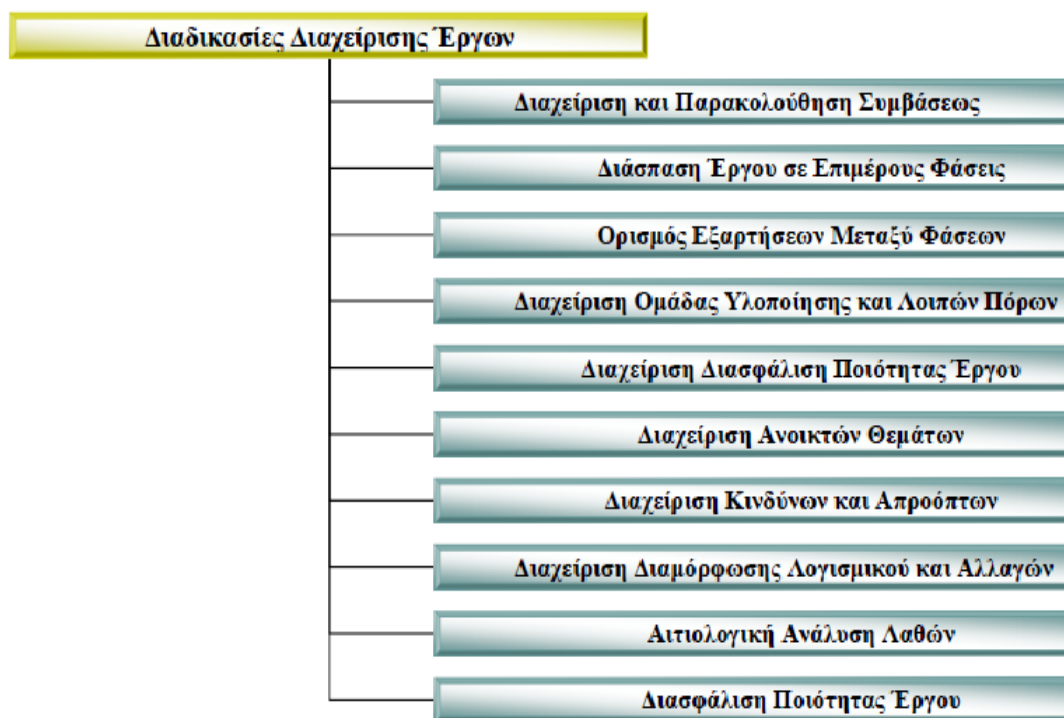 Διαδικασίες Διαχείρισης Έργων
Διαχείριση και Παρακολούθηση Συμβάσεως
Διάσπαση Έργου σε Επιμέρους Φάσεις
Ορισμός Εξαρτήσεων Μεταξύ Φάσεων
Διαχείριση Ομάδας Υλοποίησης και Λοιπών Πόρων
Διαχείριση Διασφάλιση Ποιότητας Έργου
Διαχείριση Ανοικτών Θεμάτων
Διαχείριση Κινδύνων και Απροόπτων
Διαχείριση Διαμόρφωσης Λογισμικού και Αλλαγών
Αιτιολογική Ανάλυση Λαθών
Διασφάλιση Ποιότητας Έργου